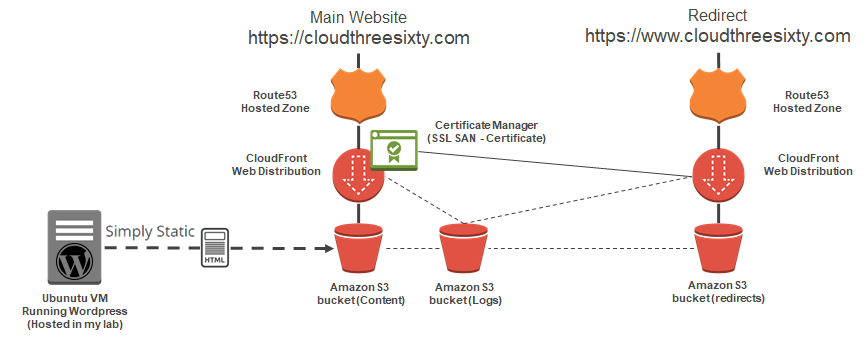 Main Website
https://cloudthreesixty.com
Redirect
https://www.cloudthreesixty.com
Route53
Hosted Zone
Route53
Hosted Zone
Certificate Manager
(SSL SAN - Certificate)
CloudFront
Web Distribution
CloudFront
Web Distribution
Simply Static
HTML
Ubunutu VM
Running Wordpress
(Hosted in my lab)
Amazon S3
bucket (Content)
Amazon S3
bucket (Logs)
Amazon S3
bucket (redirects)